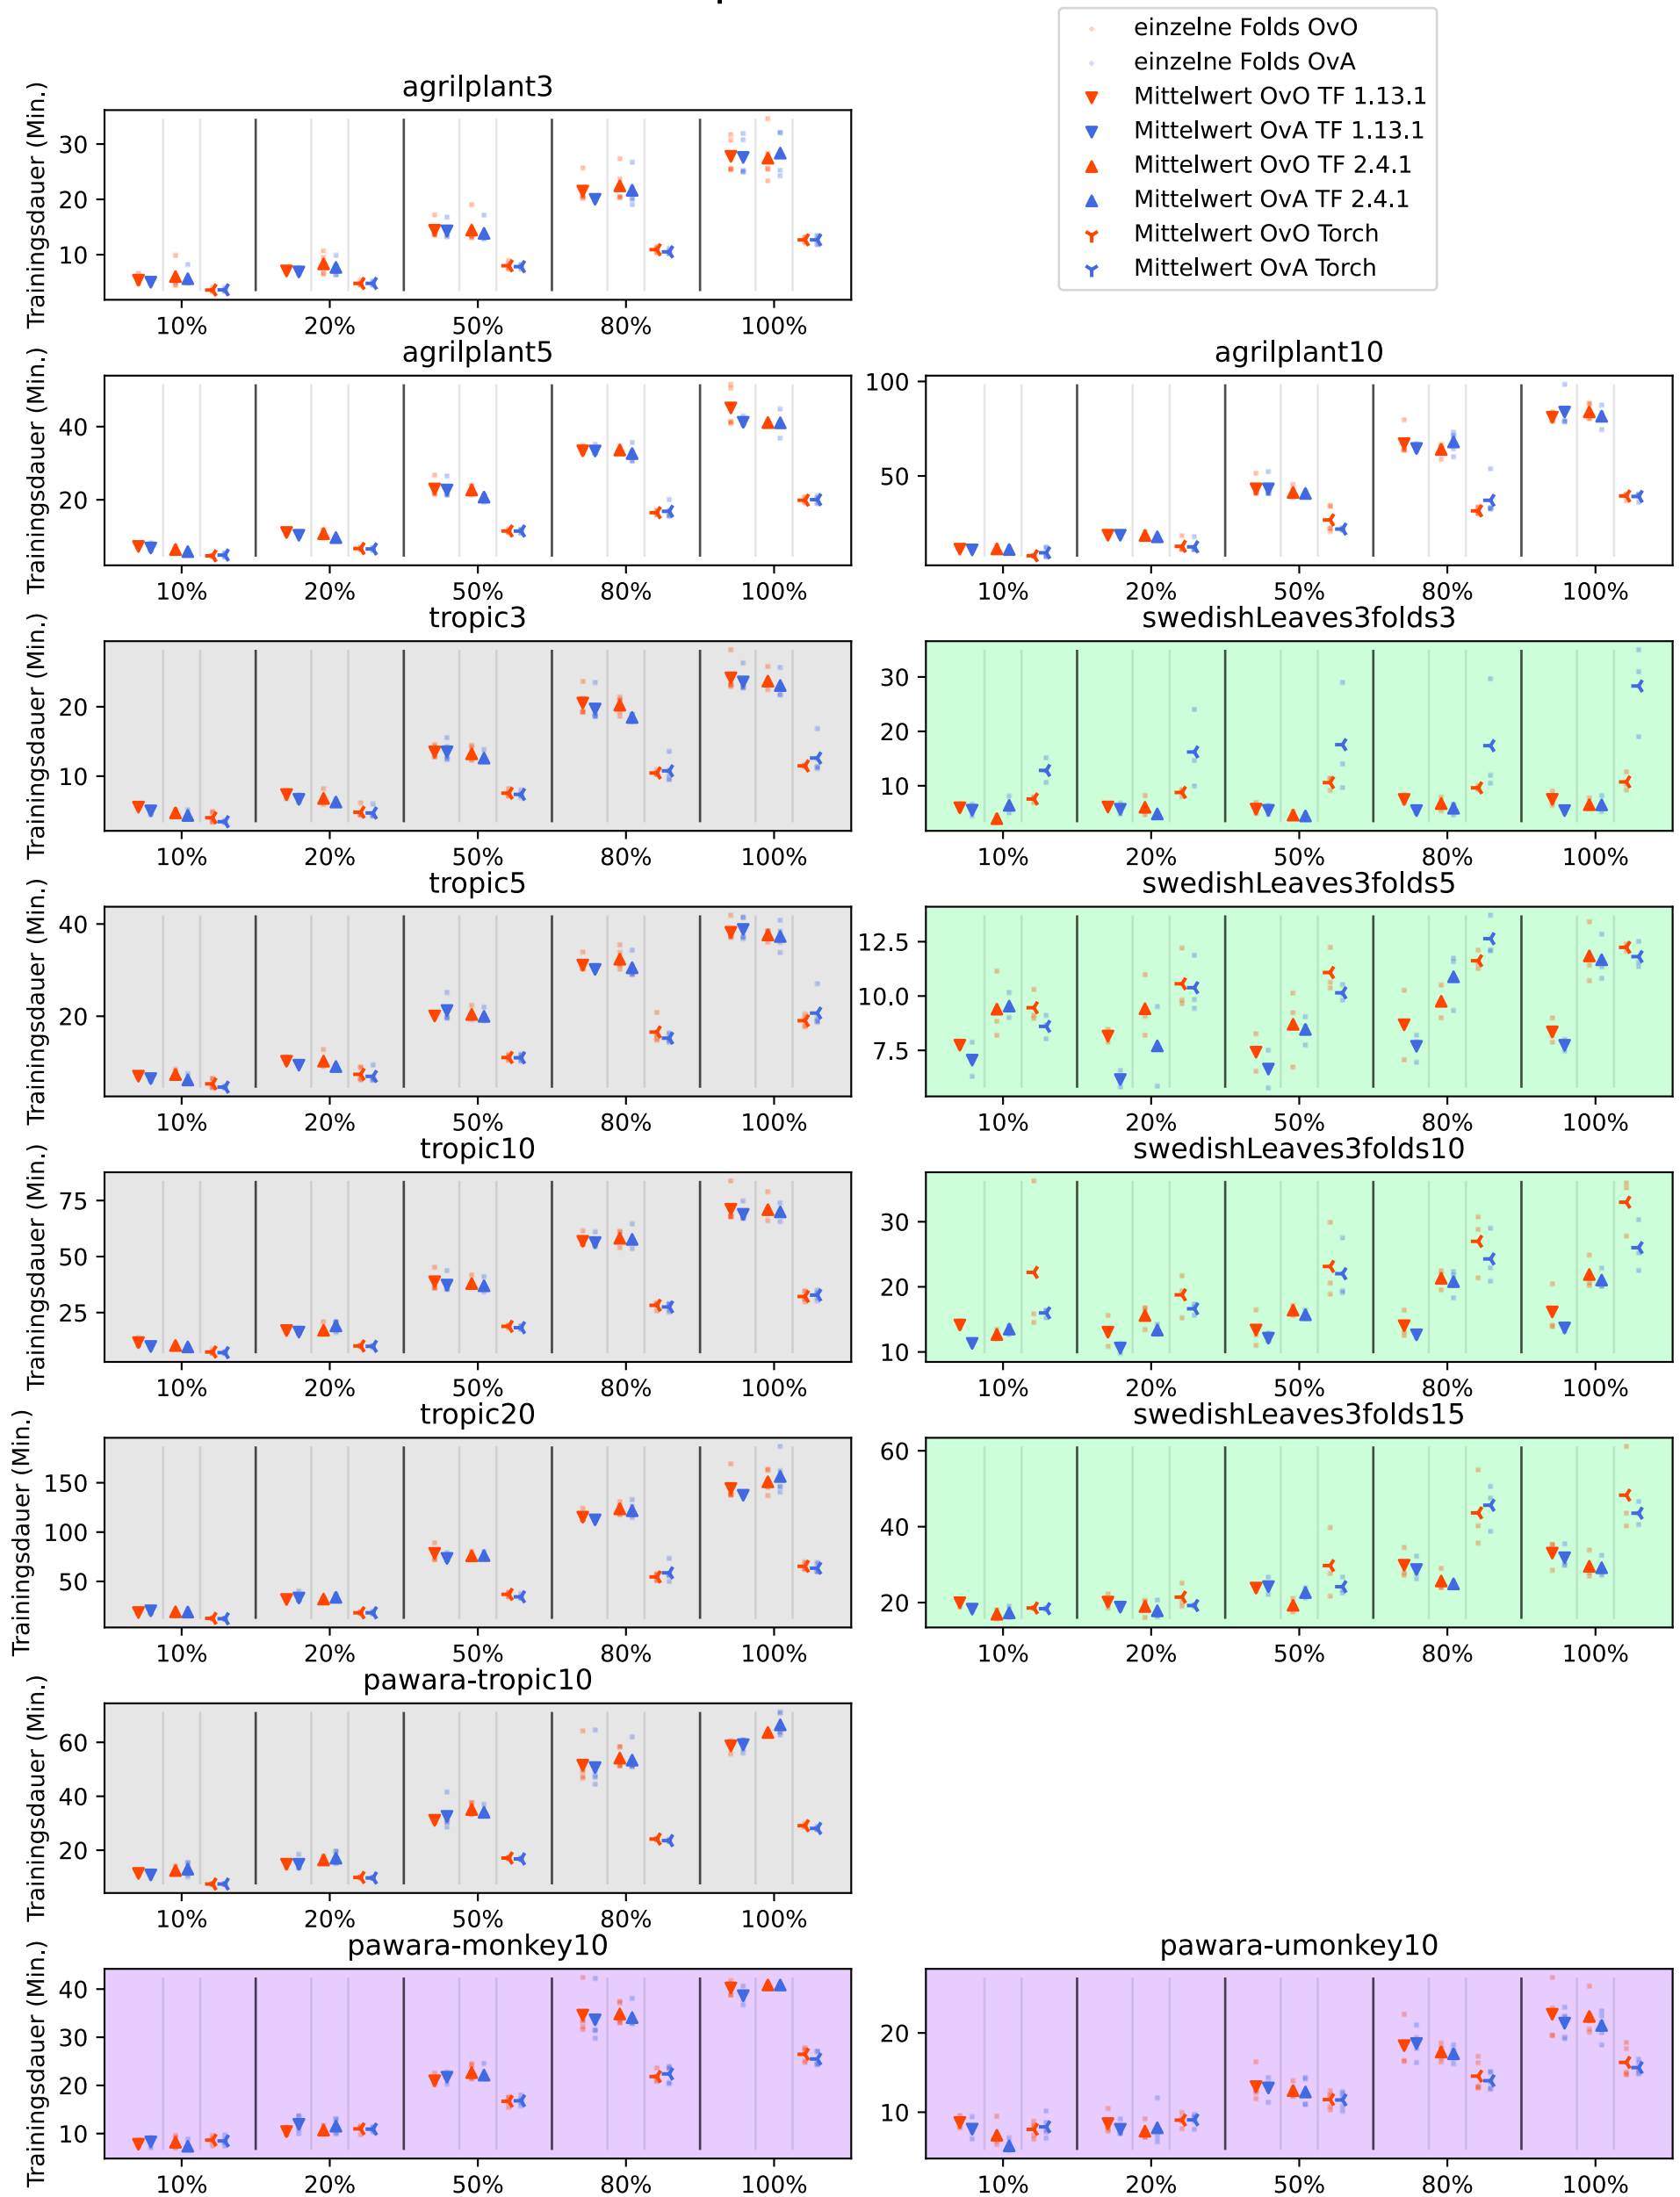 einzelne Folds OvO
einzelne Folds OvA
Mittelwert OvO TF 1.13.1
Mittelwert OvA TF 1.13.1
Mittelwert OvO TF 2.4.1
Mittelwert OvA TF 2.4.1
Mittelwert OvO Torch
Mittelwert OvA Torch
agrilplant3
Trainingsdauer (Min.)
30
20
10
10% 20% 50% 80% 100%
agrilplant5
Trainingsdauer (Min.)
40
20
10% 20% 50% 80% 100%
agrilplant10
100
50
10% 20% 50% 80% 100%
tropic3
Trainingsdauer (Min.)
20
10
10% 20% 50% 80% 100%
swedishLeaves3folds3
30
20
10
10% 20% 50% 80% 100%
tropic5
Trainingsdauer (Min.)
40
20
10% 20% 50% 80% 100%
swedishLeaves3folds5
12.5
10.0
7.5
10% 20% 50% 80% 100%
tropic10
Trainingsdauer (Min.)
75
50
25
10% 20% 50% 80% 100%
swedishLeaves3folds10
30
20
10
10% 20% 50% 80% 100%
tropic20
Trainingsdauer (Min.)
150
100
50
10% 20% 50% 80% 100%
swedishLeaves3folds15
60
40
20
10% 20% 50% 80% 100%
pawara-tropic10
Trainingsdauer (Min.)
60
40
20
10% 20% 50% 80% 100%
pawara-monkey10
Trainingsdauer (Min.)
40
30
20
10
10% 20% 50% 80% 100%
pawara-umonkey10
20
10
10% 20% 50% 80% 100%